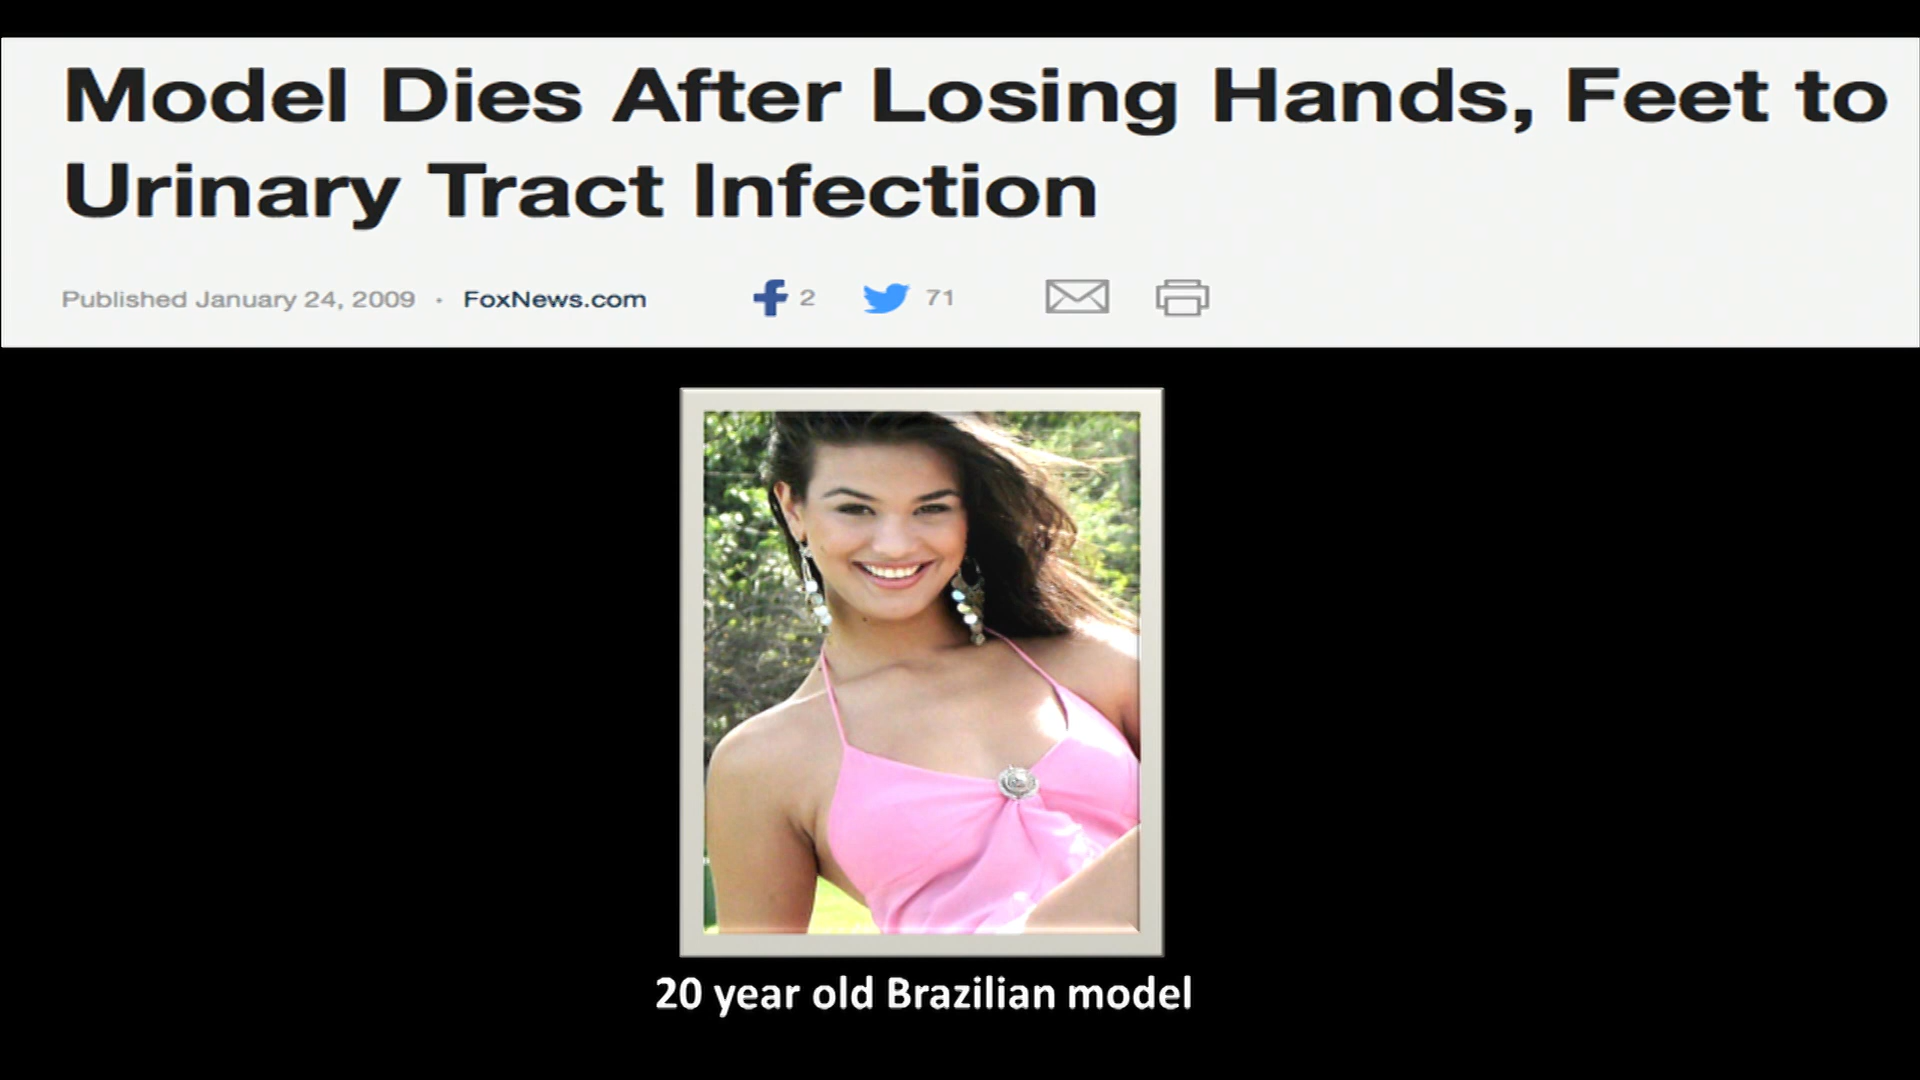 Model Dies After Losing Hands, Feet to
Urinary Tract Infection
Published January 24, 2009 · FoxNews.com 2 71
20 year old Brazilian model